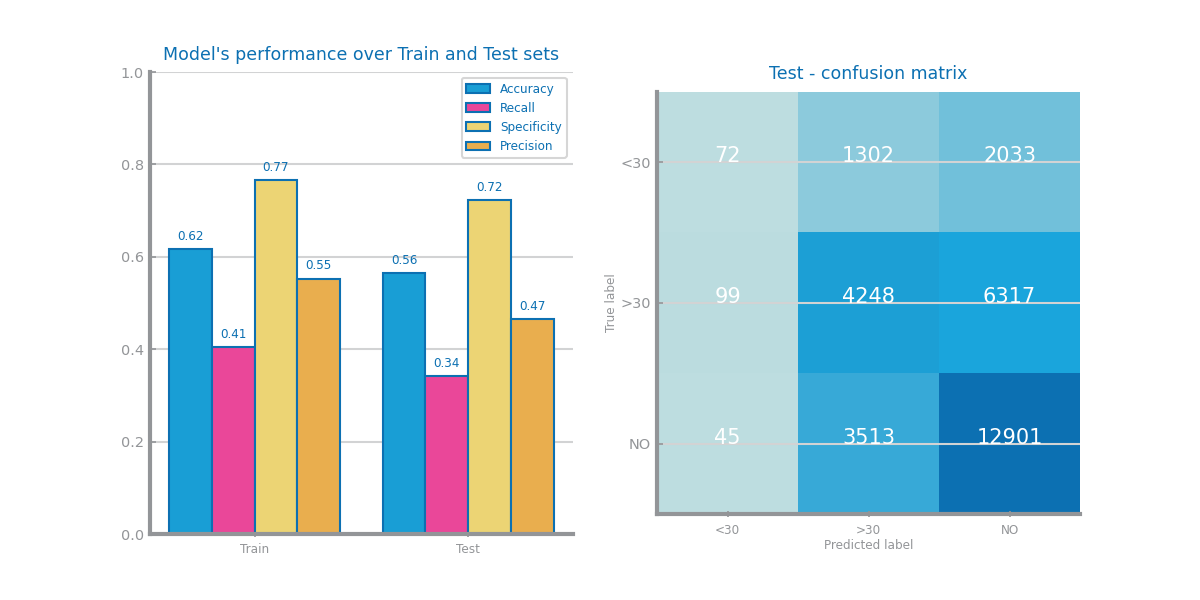 Model's performance over Train and Test sets
1.0
0.8
0.6
0.4
0.2
0.0
Accuracy
Recall
Specificity
Precision
0.62
0.41
0.77
0.55
0.56
0.34
0.72
0.47
Train
Test
Test - confusion matrix
True label
<30
72
1302
2033
>30
99
4248
6317
NO
45
3513
12901
<30
>30
NO
Predicted label